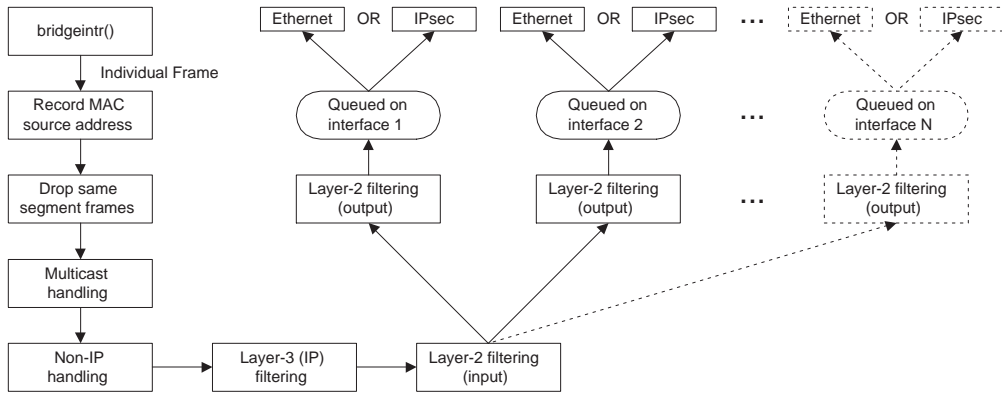 bridgeintr()
Individual Frame
Record MAC
source address
Drop same
segment frames
Multicast
handling
Non-IP
handling
Layer-3 (IP)
filtering
Layer-2 filtering
(input)
Layer-2 filtering
(output)
Queued on
interface 1
Ethernet OR IPsec
Layer-2 filtering
(output)
Queued on
interface 2
Ethernet OR IPsec
...
...
...
Layer-2 filtering
(output)
Queued on
interface N
Ethernet OR IPsec